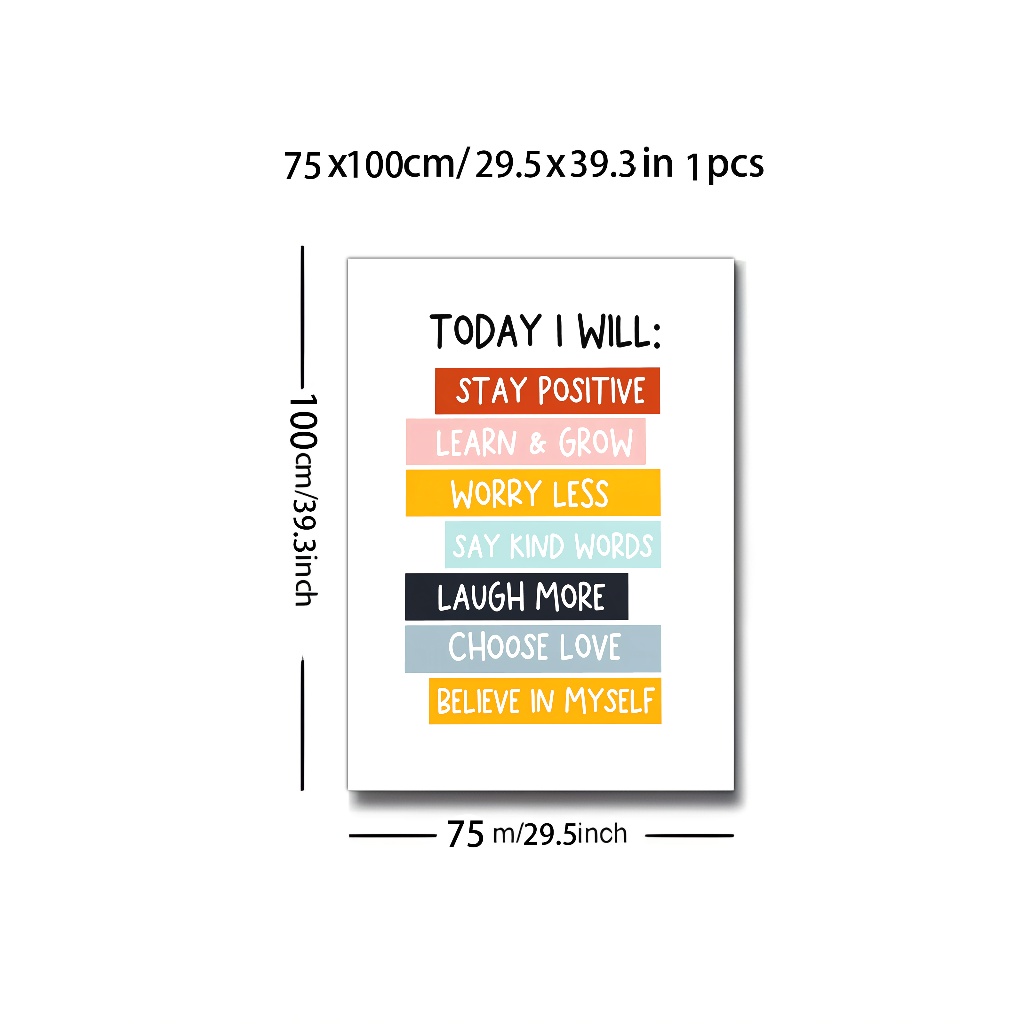 75x100cm/29.5x39.3in 1pcs
TODAY I WILL:
STAY POSITIVE
LEARN & GROW
WORRY LESS
SAY KIND WORDS
LAUGH MORE
CHOOSE LOVE
BELIEVE IN MYSELF
100cm/39.3inch
75 m/29.5inch